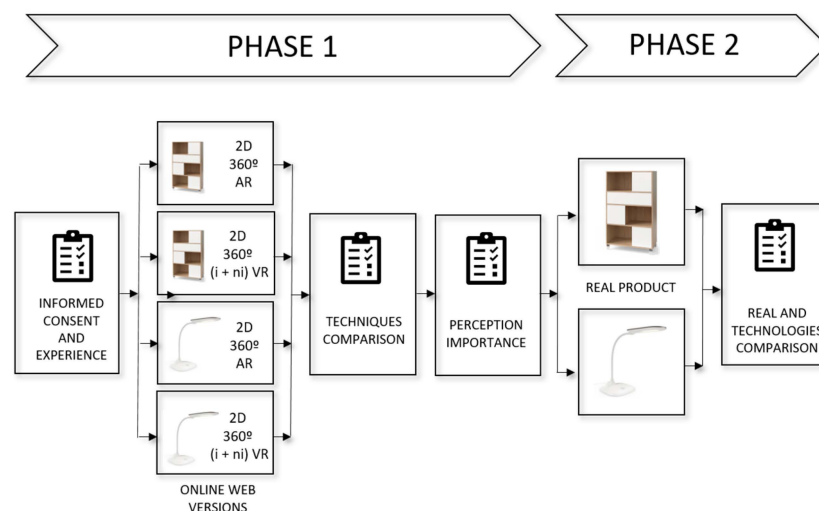 PHASE 1
PHASE 2
INFORMED
CONSENT
AND
EXPERIENCE
2D
360º
AR
2D
360º
(i + ni) VR
2D
360º
AR
2D
360º
(i + ni) VR
ONLINE WEB
VERSIONS
TECHNIQUES
COMPARISON
PERCEPTION
IMPORTANCE
REAL PRODUCT
REAL AND
TECHNOLOGIES
COMPARISON